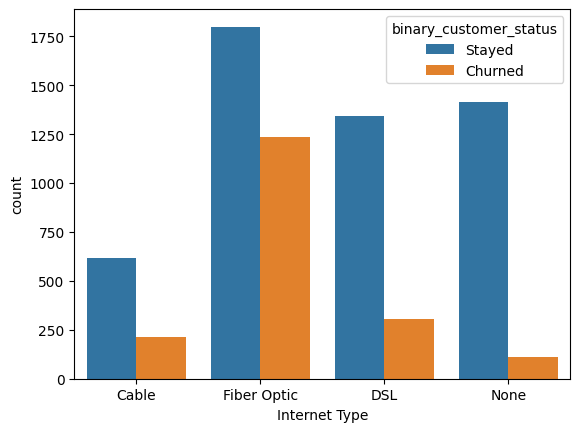 binary_customer_status
Stayed
Churned
1750
1500
1250
1000
750
500
250
0
count
Cable
Fiber Optic
DSL
None
Internet Type